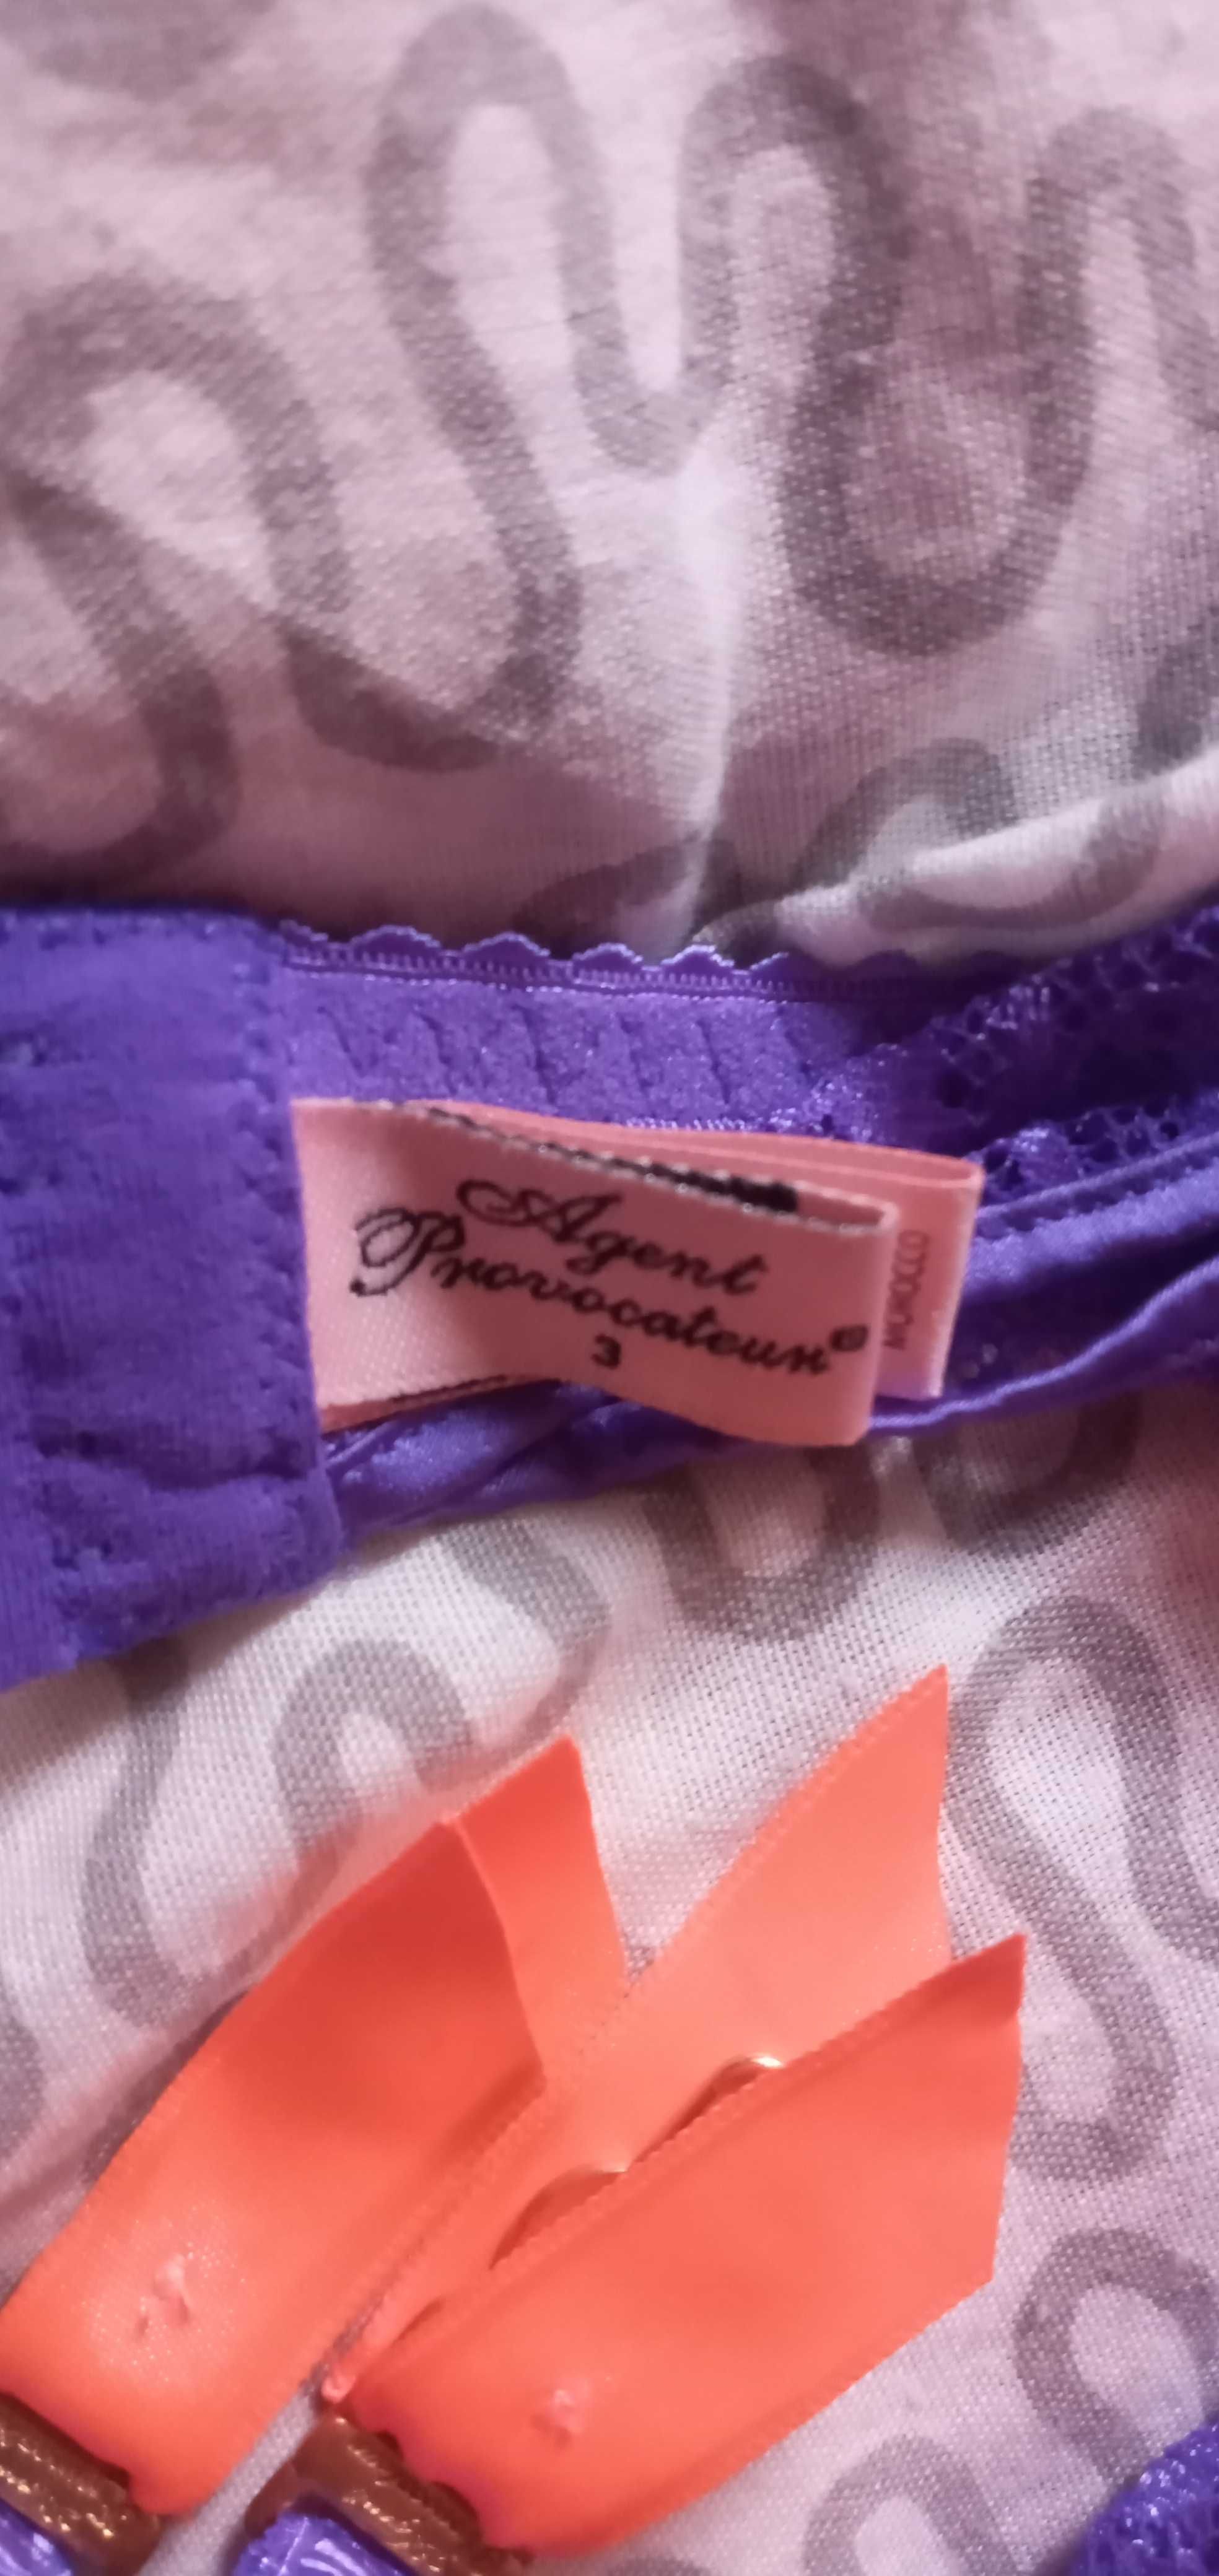 Agent
Provocateur®
3
MOROCCO